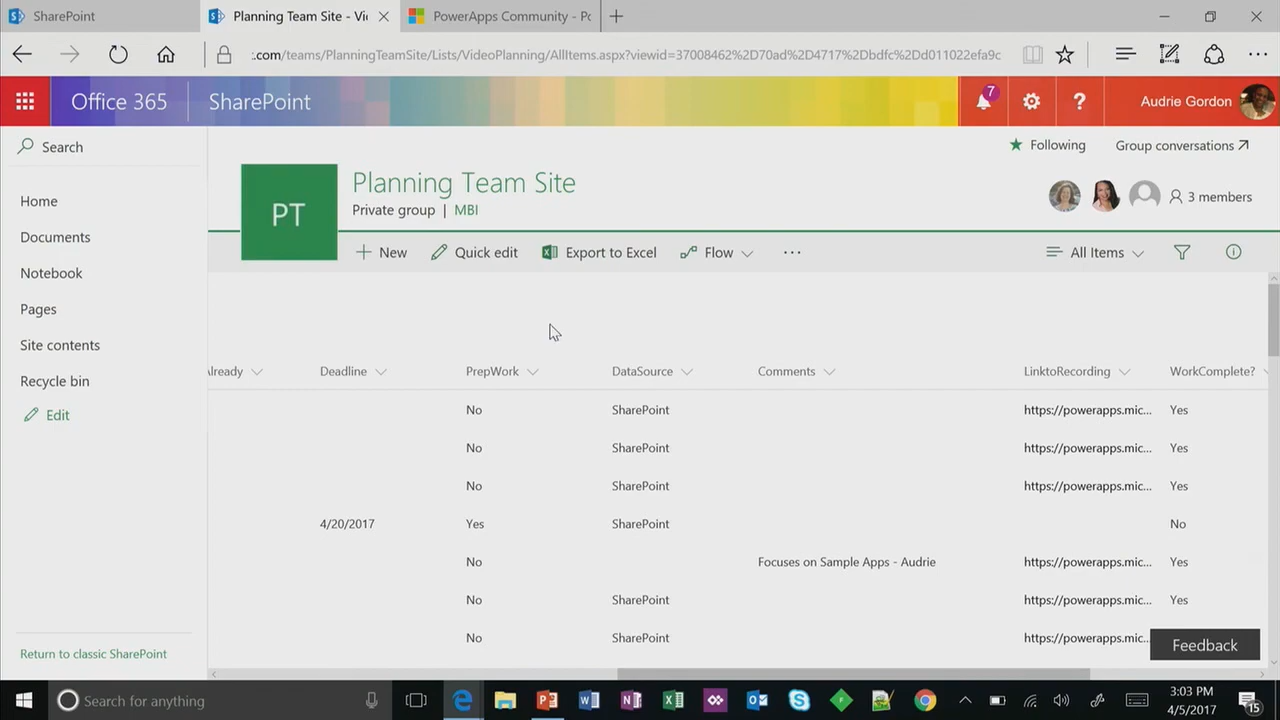 SharePoint
Planning Team Site - Vi
PowerApps Community - Po
.com/teams/PlanningTeamSite/Lists/VideoPlanning/AllItems.aspx?viewid=37008462%2D70ad%2D4717%2Dbdfc%2Dd011022efa9c
Office 365 SharePoint 7 ? Audrie Gordon
Search
Following Group conversations
Home
Documents
Notebook
Pages
Site contents
Recycle bin
Edit
Return to classic SharePoint
PT
Planning Team Site
Private group | MBI
3 members
New Quick edit Export to Excel Flow ... All Items
Already Deadline PrepWork DataSource Comments LinktoRecording WorkComplete?
No SharePoint https://powerapps.mic... Yes
No SharePoint https://powerapps.mic... Yes
No SharePoint https://powerapps.mic... Yes
4/20/2017 Yes SharePoint No
No Focuses on Sample Apps - Audrie https://powerapps.mic... Yes
No SharePoint https://powerapps.mic... Yes
No SharePoint https://powerapps.mic...
Feedback
Search for anything
3:03 PM
4/5/2017
15